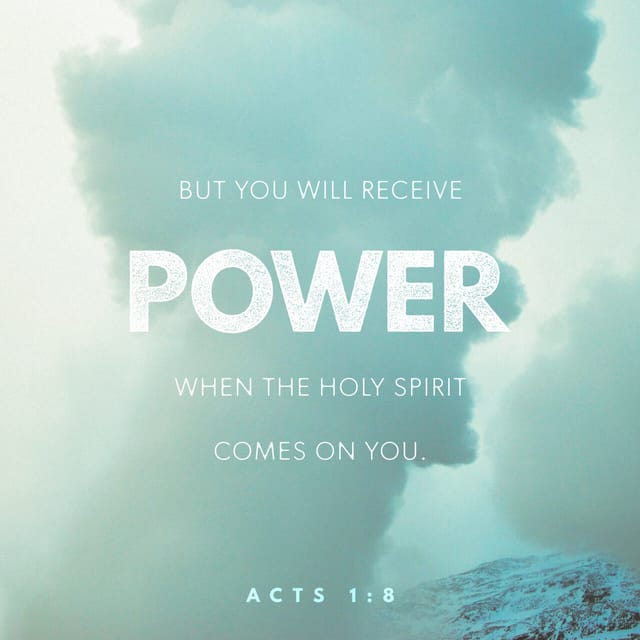 BUT YOU WILL RECEIVE
POWER
WHEN THE HOLY SPIRIT
COMES ON YOU.
ACTS 1:8